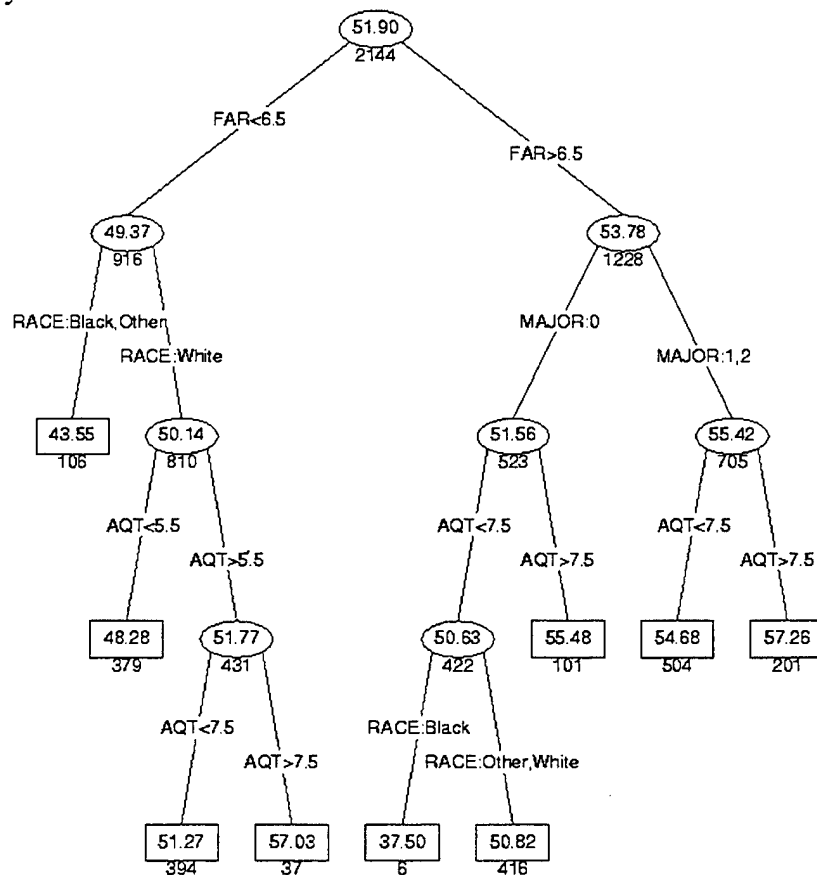 y
51.90
2144
FAR<6.5
FAR>6.5
49.37
916
53.78
1228
RACE:Black,Other
RACE:White
MAJOR:0
MAJOR:1,2
43.55
106
50.14
810
51.56
523
55.42
705
AQT<5.5
AQT>5.5
AQT<7.5
AQT>7.5
AQT<7.5
AQT>7.5
48.28
379
51.77
431
50.63
422
55.48
101
54.68
504
57.26
201
AQT<7.5
AQT>7.5
RACE:Black
RACE:Other,White
51.27
394
57.03
37
37.50
6
50.82
416